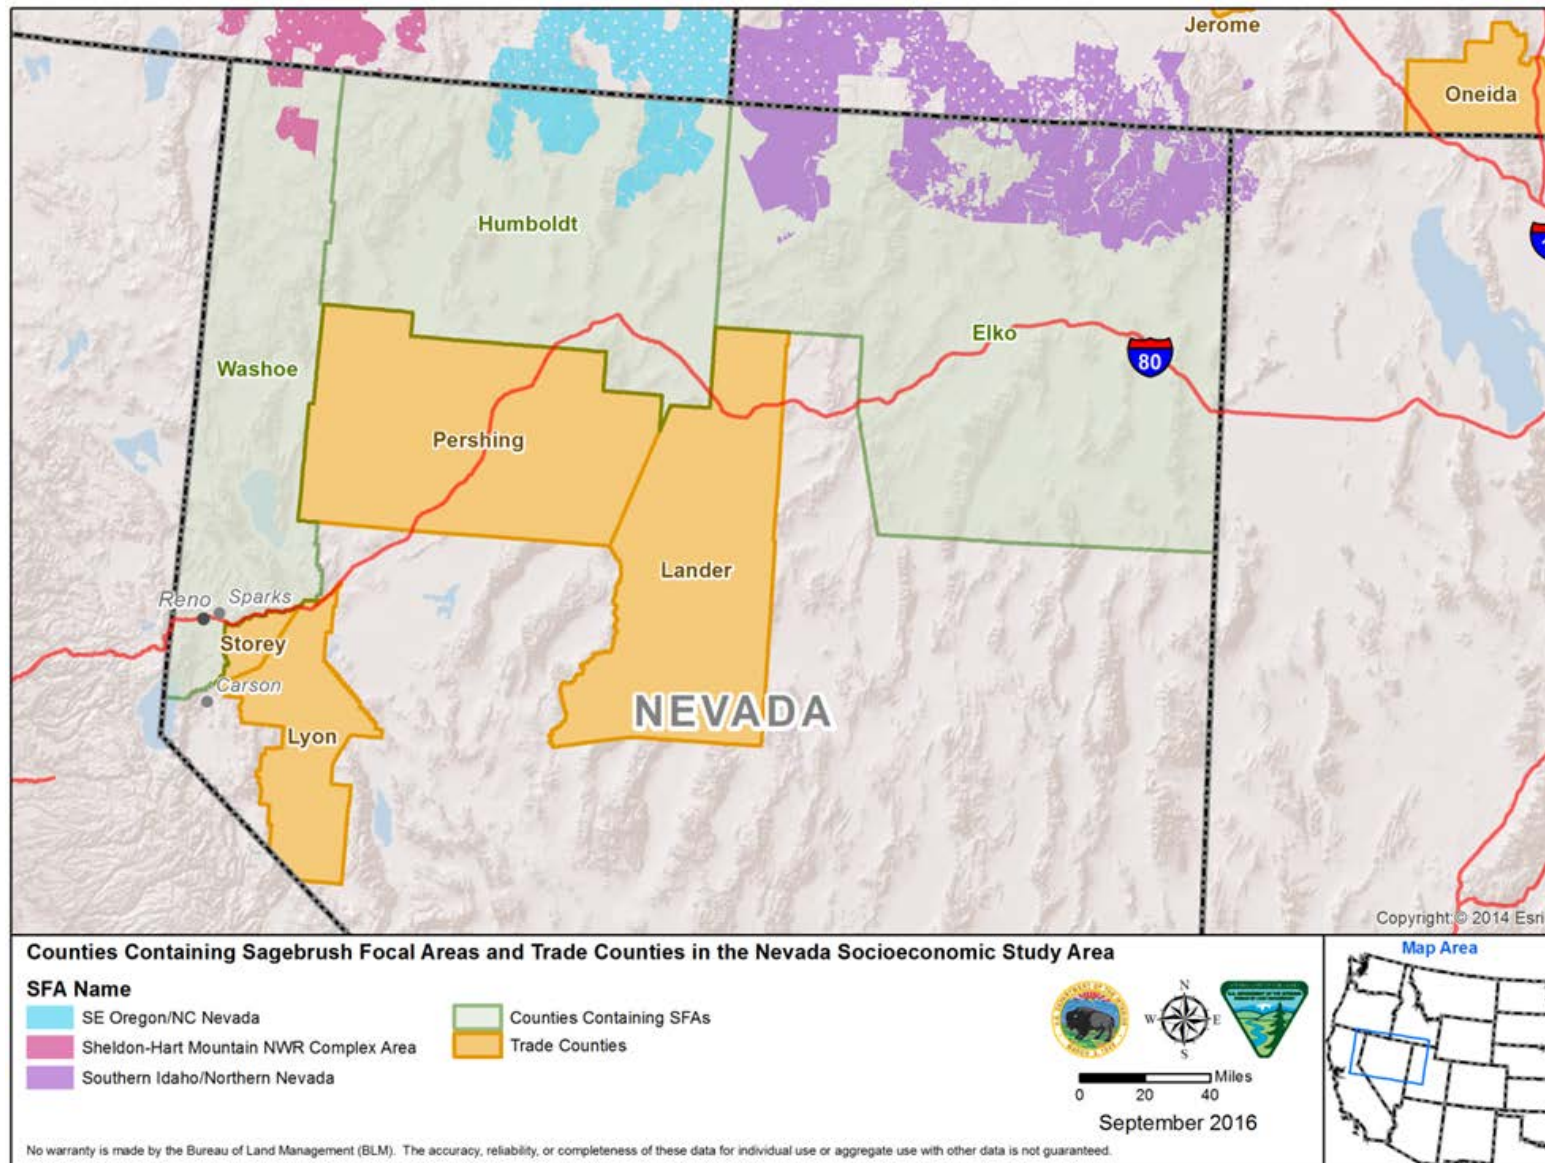 Jerome
Oneida
Humboldt
Elko
80
Washoe
Pershing
Lander
Reno
Sparks
Storey
Carson
NEVADA
Lyon
Copyright:© 2014 Esri
Counties Containing Sagebrush Focal Areas and Trade Counties in the Nevada Socioeconomic Study Area
SFA Name
SE Oregon/NC Nevada
Sheldon-Hart Mountain NWR Complex Area
Southern Idaho/Northern Nevada
Counties Containing SFAs
Trade Counties
N
W E
S
Miles
0 20 40
September 2016
Map Area
No warranty is made by the Bureau of Land Management (BLM). The accuracy, reliability, or completeness of these data for individual use or aggregate use with other data is not guaranteed.